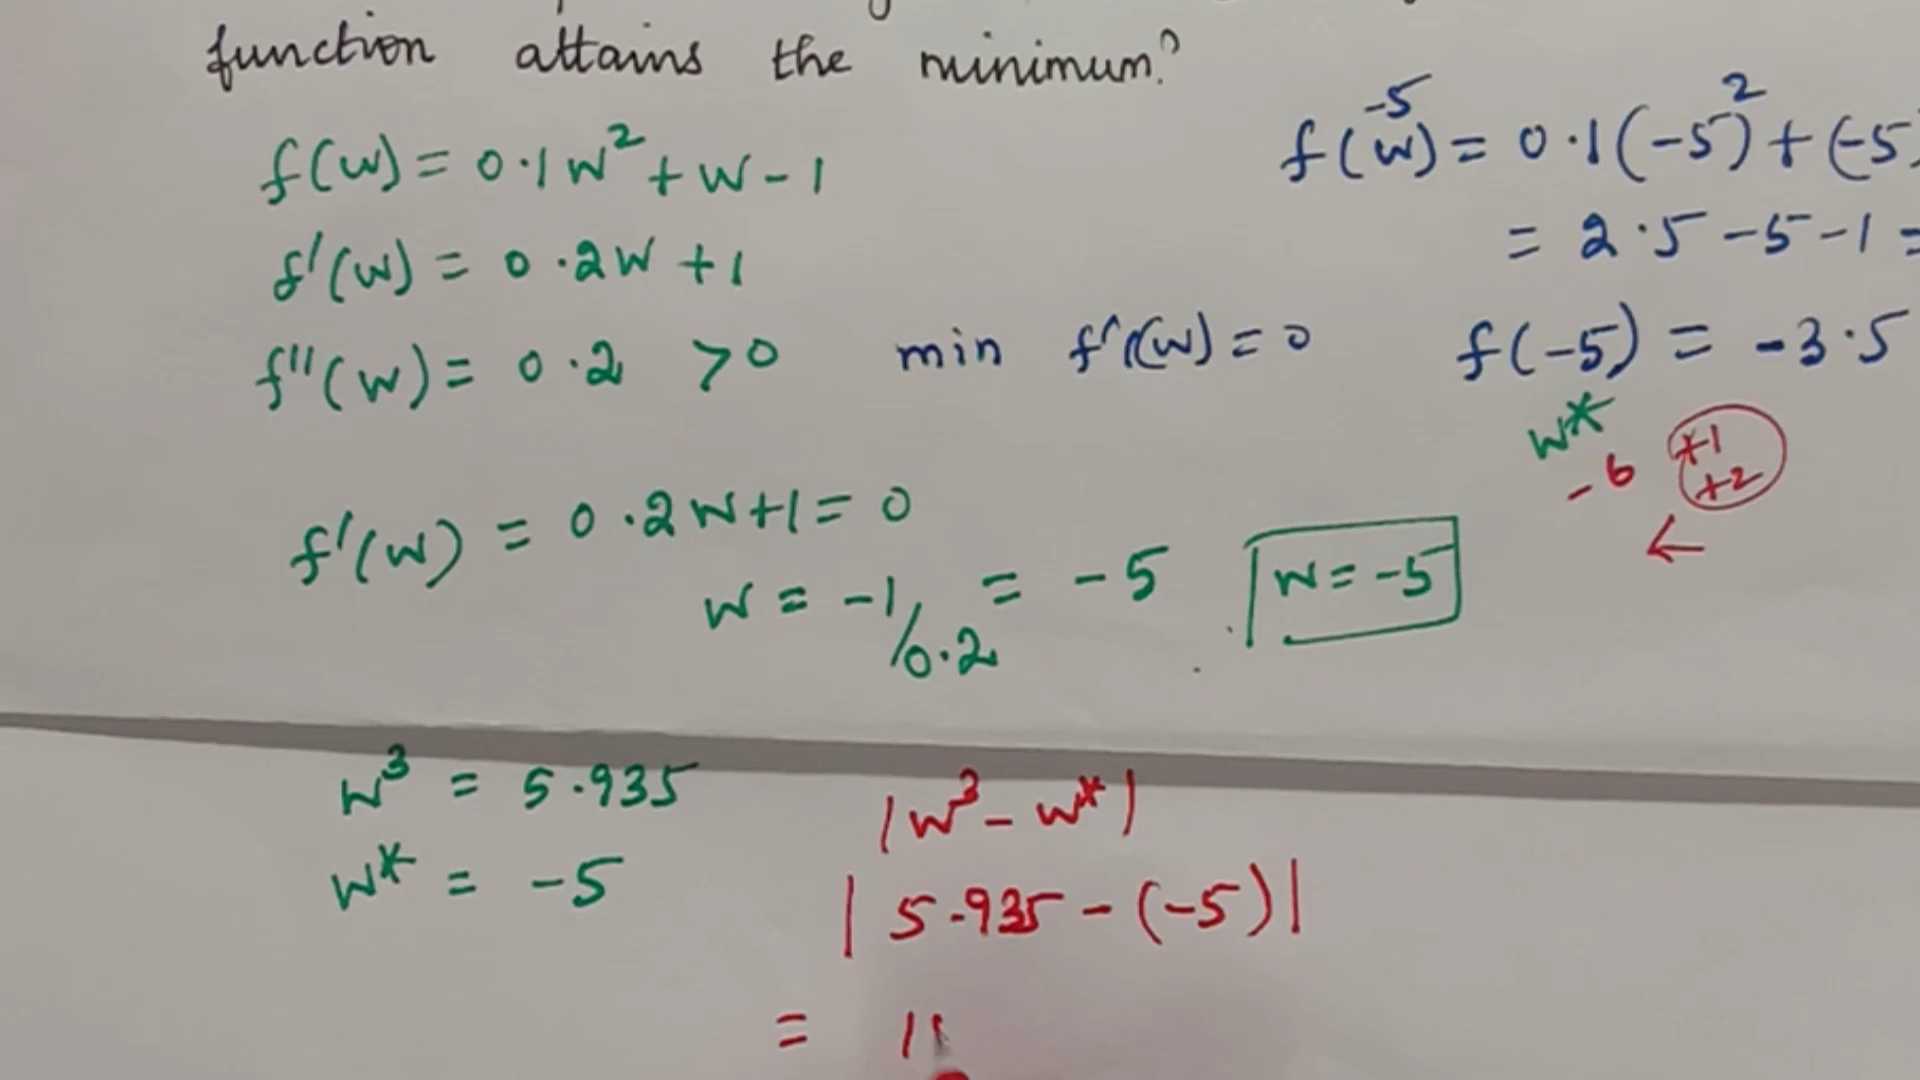 function attains the minimum?
f(w) = 0.1w² + w - 1
f'(w) = 0.2w + 1
f''(w) = 0.2 > 0 min f'(w) = 0
f'(w) = 0.2w + 1 = 0
w = -1/0.2 = -5 w = -5
-5
f(w) = 0.1(-5)² + (-5)
= 2.5 - 5 - 1 =
f(-5) = -3.5
w*
-6 +1
+2
←
w³ = 5.935
w* = -5
|w³ - w*|
|5.935 - (-5)|
= 11